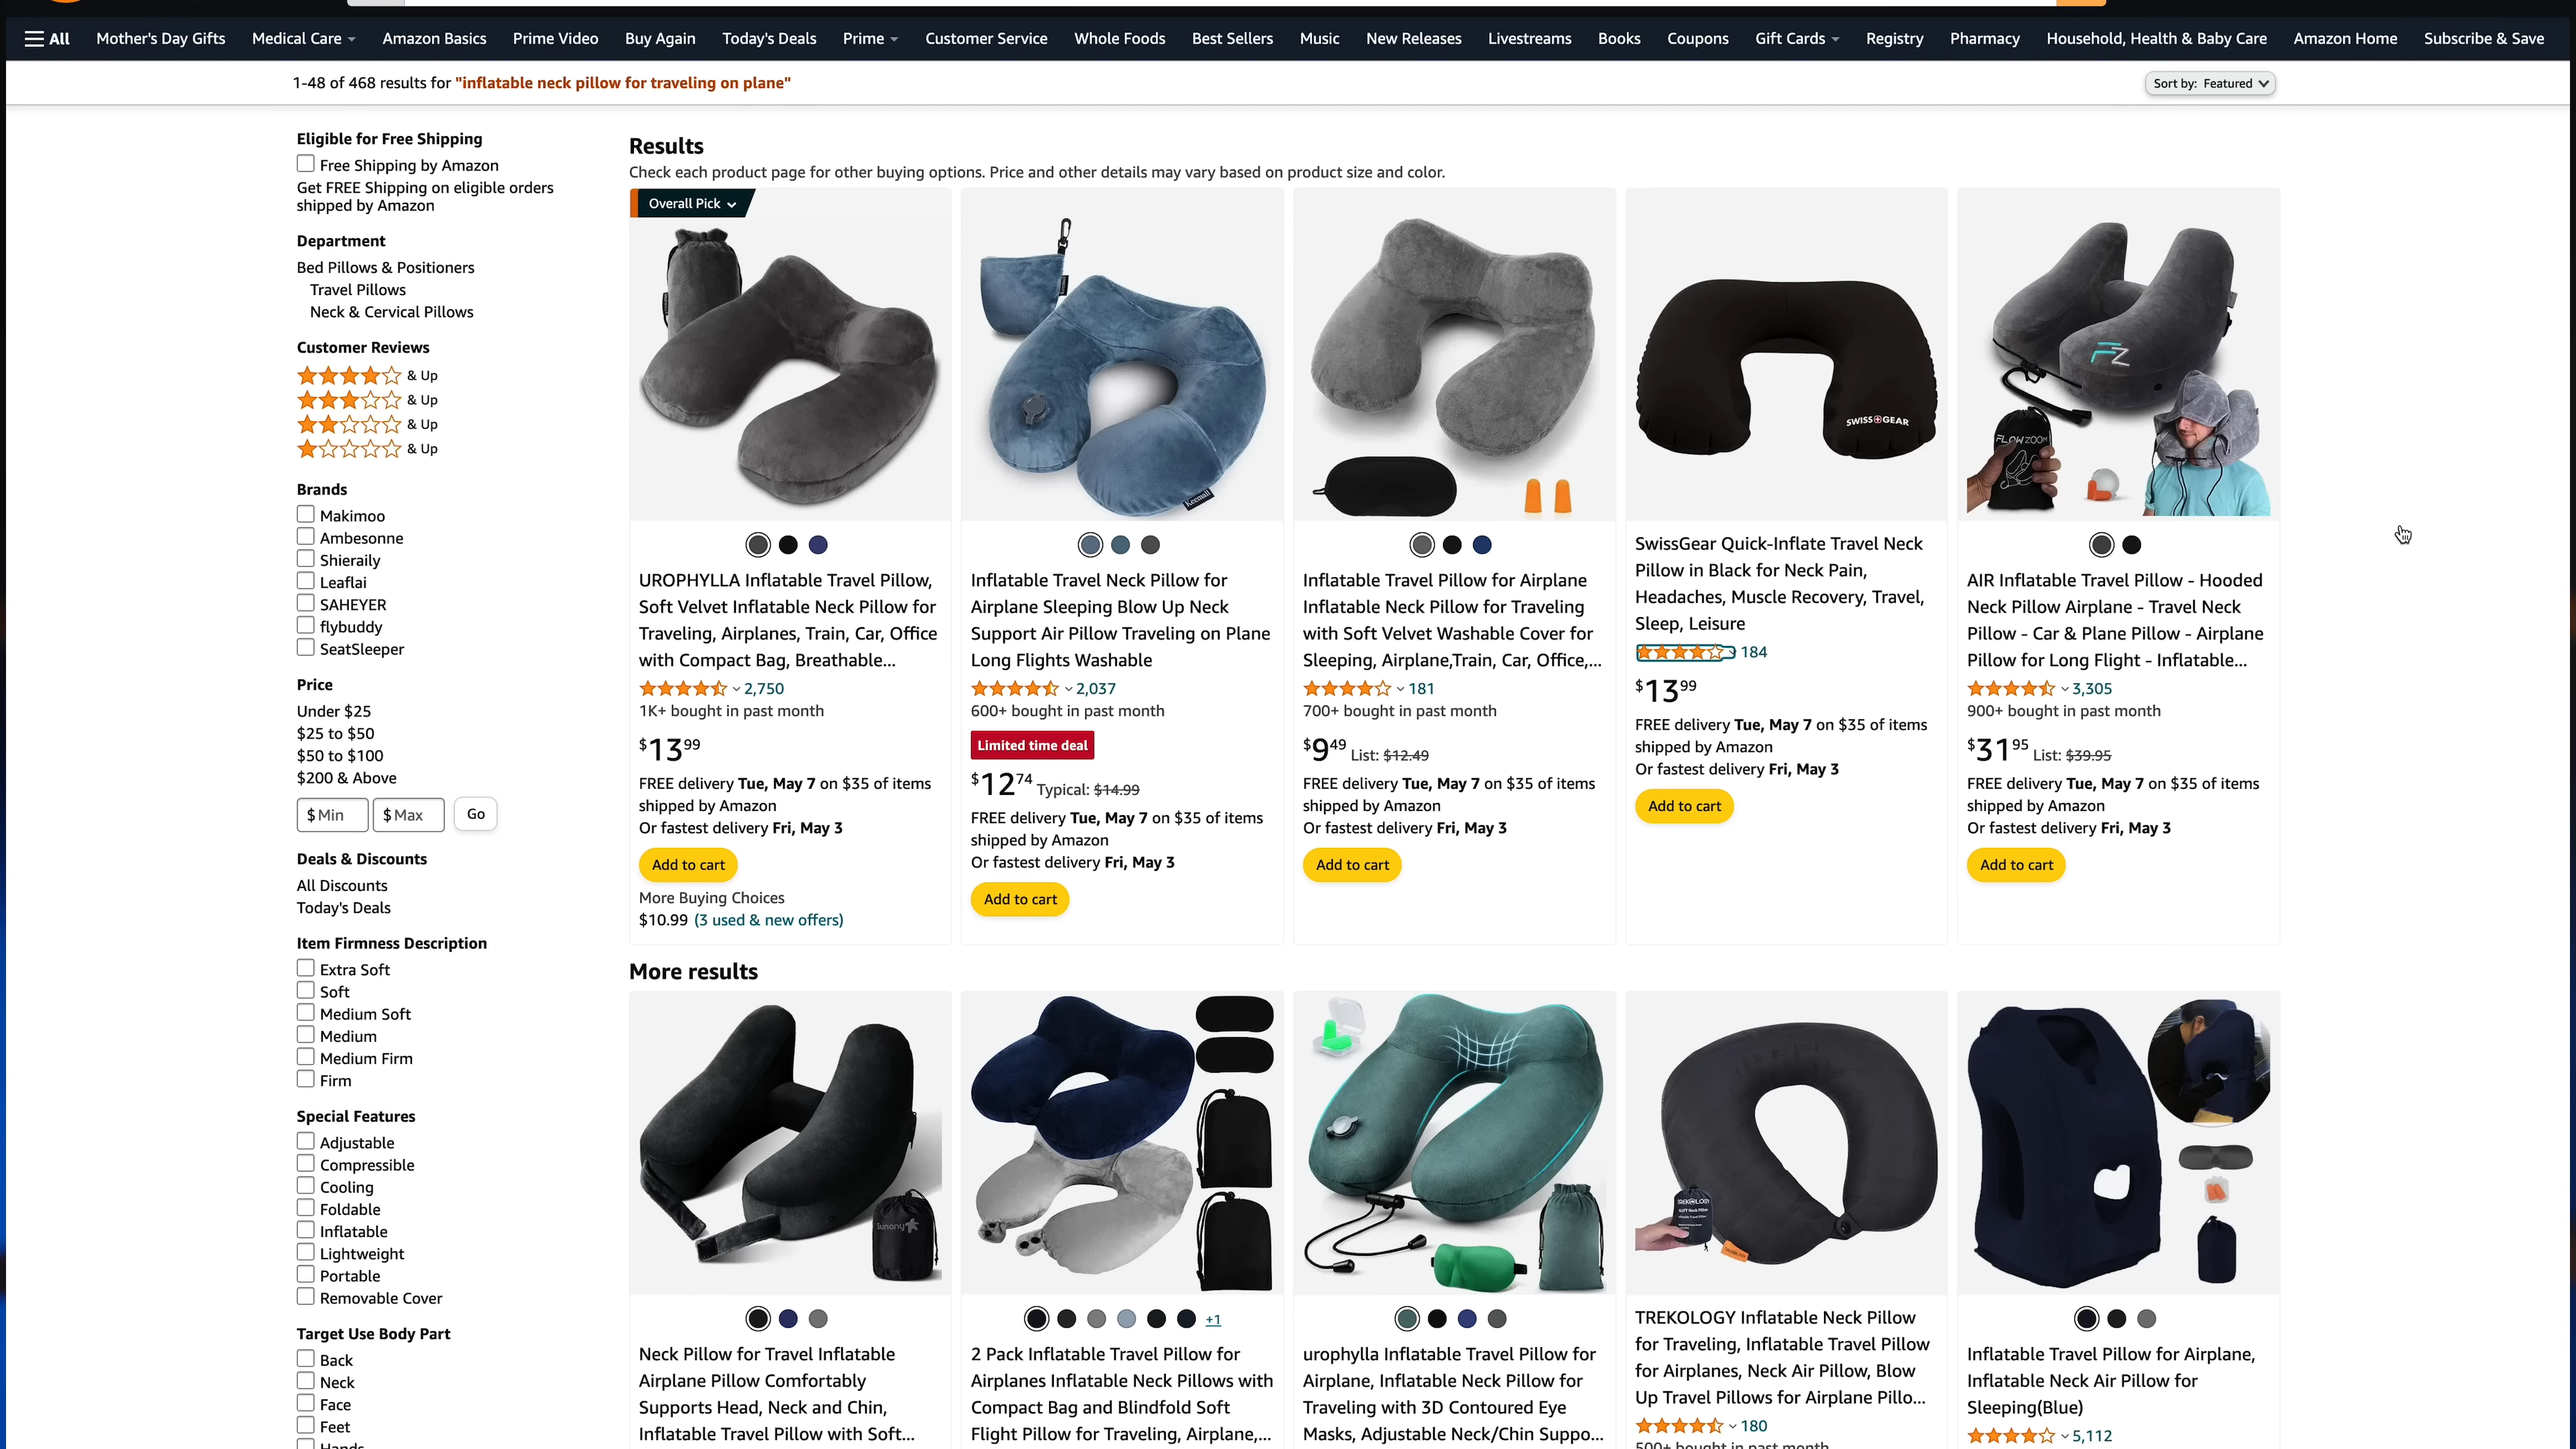 All Mother's Day Gifts Medical Care Amazon Basics Prime Video Buy Again Today's Deals Prime Customer Service Whole Foods Best Sellers Music New Releases Livestreams Books Coupons Gift Cards Registry Pharmacy Household, Health & Baby Care Amazon Home Subscribe & Save
1-48 of 468 results for "inflatable neck pillow for traveling on plane"
Sort by: Featured
Eligible for Free Shipping
Free Shipping by Amazon
Get FREE Shipping on eligible orders
shipped by Amazon
Department
Bed Pillows & Positioners
Travel Pillows
Neck & Cervical Pillows
Customer Reviews
& Up
& Up
& Up
& Up
Brands
Makimoo
Ambesonne
Shieraily
Leaflai
SAHEYER
flybuddy
SeatSleeper
Price
Under $25
$25 to $50
$50 to $100
$200 & Above
$ Min $ Max Go
Deals & Discounts
All Discounts
Today's Deals
Item Firmness Description
Extra Soft
Soft
Medium Soft
Medium
Medium Firm
Firm
Special Features
Adjustable
Compressible
Cooling
Foldable
Inflatable
Lightweight
Portable
Removable Cover
Target Use Body Part
Back
Neck
Face
Feet
Hands
Results
Check each product page for other buying options. Price and other details may vary based on product size and color.
Overall Pick
UROPHYLLA Inflatable Travel Pillow,
Soft Velvet Inflatable Neck Pillow for
Traveling, Airplanes, Train, Car, Office
with Compact Bag, Breathable...
2,750
1K+ bought in past month
$13 99
FREE delivery Tue, May 7 on $35 of items
shipped by Amazon
Or fastest delivery Fri, May 3
Add to cart
More Buying Choices
$10.99 (3 used & new offers)
Keemall
Inflatable Travel Neck Pillow for
Airplane Sleeping Blow Up Neck
Support Air Pillow Traveling on Plane
Long Flights Washable
2,037
600+ bought in past month
Limited time deal
$12 74 Typical: $14.99
FREE delivery Tue, May 7 on $35 of items
shipped by Amazon
Or fastest delivery Fri, May 3
Add to cart
Inflatable Travel Pillow for Airplane
Inflatable Neck Pillow for Traveling
with Soft Velvet Washable Cover for
Sleeping, Airplane,Train, Car, Office,...
181
700+ bought in past month
$9 49 List: $12.49
FREE delivery Tue, May 7 on $35 of items
shipped by Amazon
Or fastest delivery Fri, May 3
Add to cart
SWISS GEAR
SwissGear Quick-Inflate Travel Neck
Pillow in Black for Neck Pain,
Headaches, Muscle Recovery, Travel,
Sleep, Leisure
184
$13 99
FREE delivery Tue, May 7 on $35 of items
shipped by Amazon
Or fastest delivery Fri, May 3
Add to cart
FZ
FLOWZOOM
AIR Inflatable Travel Pillow - Hooded
Neck Pillow Airplane - Travel Neck
Pillow - Car & Plane Pillow - Airplane
Pillow for Long Flight - Inflatable...
3,305
900+ bought in past month
$31 95 List: $39.95
FREE delivery Tue, May 7 on $35 of items
shipped by Amazon
Or fastest delivery Fri, May 3
Add to cart
More results
Sunany
Neck Pillow for Travel Inflatable
Airplane Pillow Comfortably
Supports Head, Neck and Chin,
Inflatable Travel Pillow with Soft...
+1
2 Pack Inflatable Travel Pillow for
Airplanes Inflatable Neck Pillows with
Compact Bag and Blindfold Soft
Flight Pillow for Traveling, Airplane,...
urophylla Inflatable Travel Pillow for
Airplane, Inflatable Neck Pillow for
Traveling with 3D Contoured Eye
Masks, Adjustable Neck/Chin Suppo...
TREKOLOGY
TREKOLOGY Inflatable Neck Pillow
for Traveling, Inflatable Travel Pillow
for Airplanes, Neck Air Pillow, Blow
Up Travel Pillows for Airplane Pillo...
180
500+ bought in past month
Inflatable Travel Pillow for Airplane,
Inflatable Neck Air Pillow for
Sleeping(Blue)
5,112